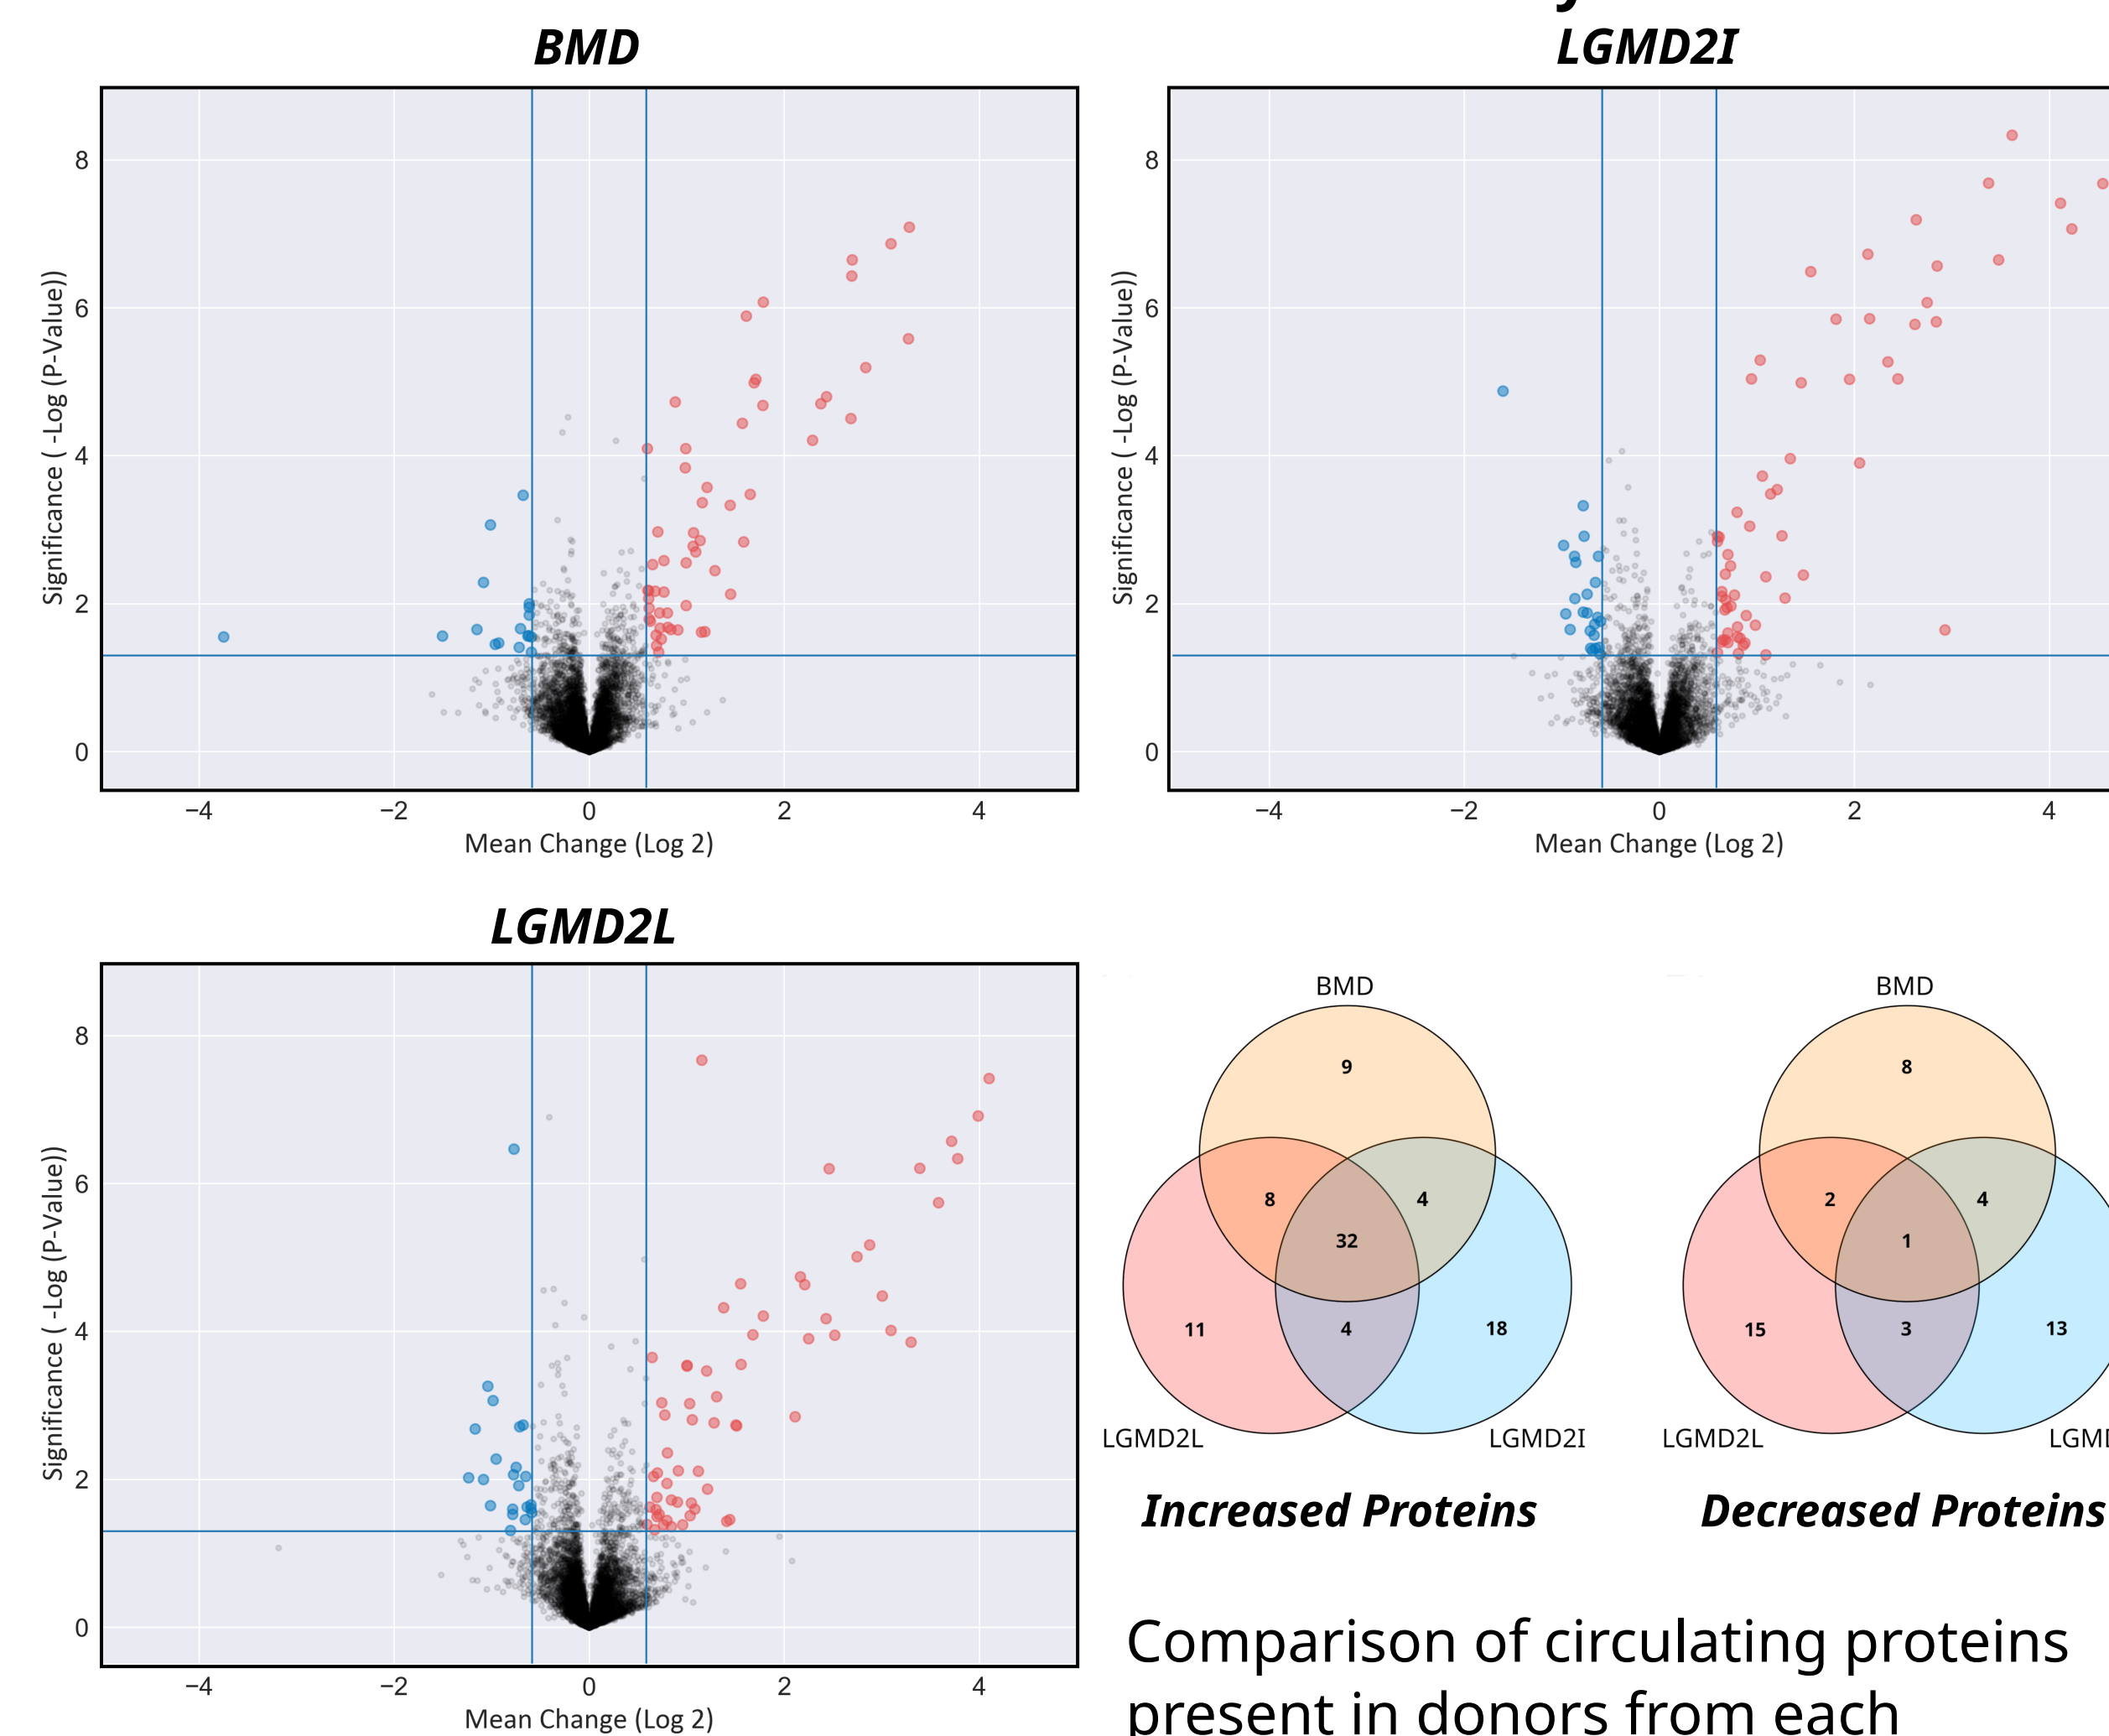 BMD
LGMD2I
8
6
4
2
0
Significance ( -Log (P-Value))
−4 −2 0 2 4
Mean Change (Log 2)
8
6
4
2
0
Significance ( -Log (P-Value))
−4 −2 0 2 4
Mean Change (Log 2)
LGMD2L
8
6
4
2
0
Significance ( -Log (P-Value))
−4 −2 0 2 4
Mean Change (Log 2)
BMD
9
8 4
32
11 4 18
LGMD2L LGMD2I
Increased Proteins
BMD
8
2 4
1
15 3 13
LGMD2L
Decreased Proteins
Comparison of circulating proteins
present in donors from each